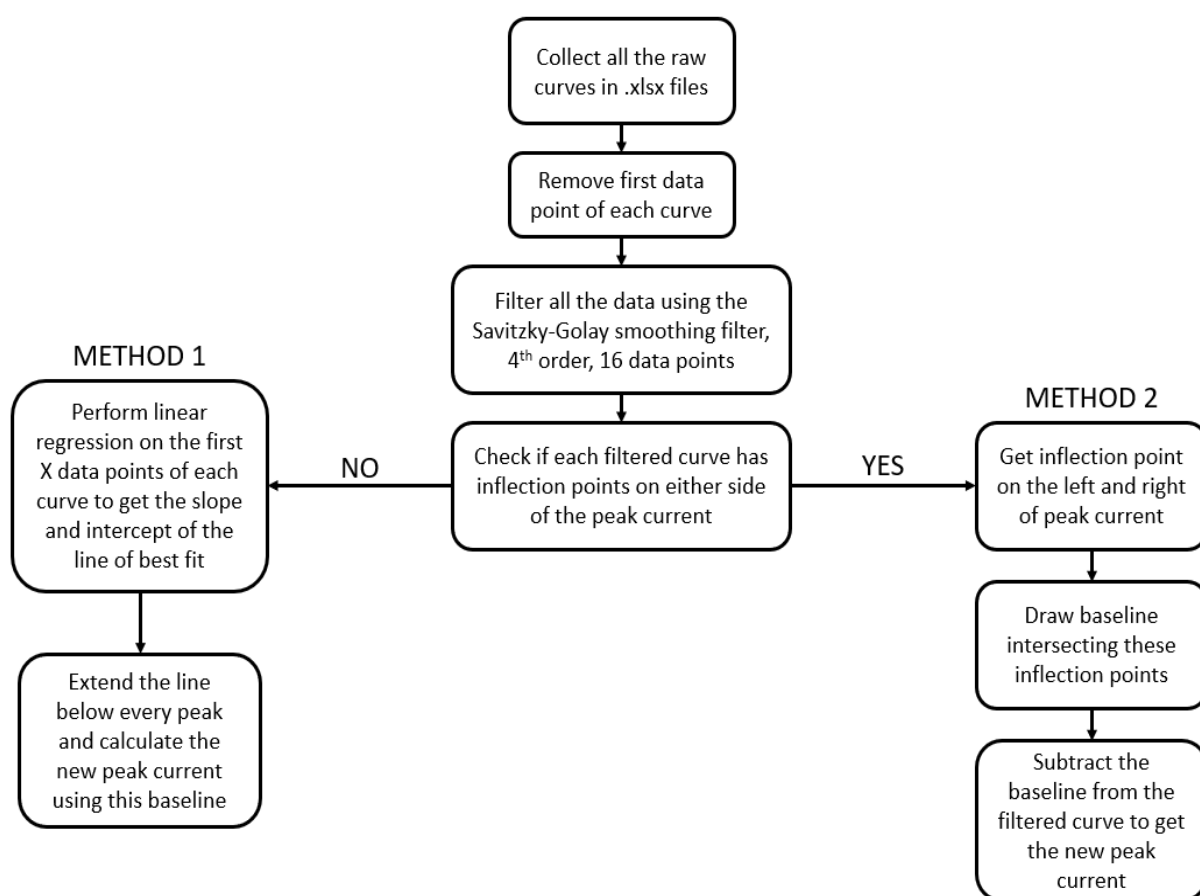 Collect all the raw
curves in .xlsx files
Remove first data
point of each curve
Filter all the data using the
Savitzky-Golay smoothing filter,
4th order, 16 data points
Check if each filtered curve has
inflection points on either side
of the peak current
NO
YES
METHOD 1
Perform linear
regression on the first
X data points of each
curve to get the slope
and intercept of the
line of best fit
Extend the line
below every peak
and calculate the
new peak current
using this baseline
METHOD 2
Get inflection point
on the left and right
of peak current
Draw baseline
intersecting these
inflection points
Subtract the
baseline from the
filtered curve to get
the new peak
current